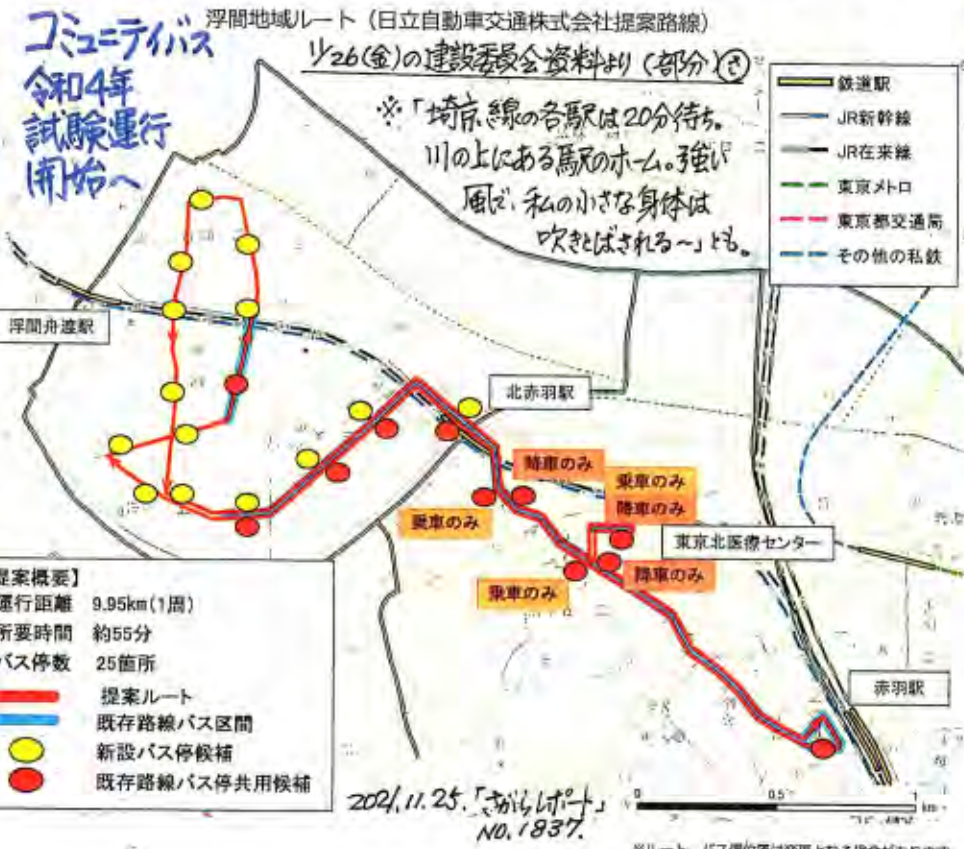 浮間地域ルート（日立自動車交通株式会社提案路線）
コミュニティバス
令和4年
試験運行
開始へ
11/26(金)の建設委員会資料より（部分）
※「埼京線の各駅は20分待ち。
川の上にある駅のホーム。強い
風で、私の小さな身体は
吹きとばされる〜」とも。
鉄道駅
JR新幹線
JR在来線
東京メトロ
東京都交通局
その他の私鉄
浮間舟渡駅
北赤羽駅
降車のみ
乗車のみ
降車のみ
乗車のみ
東京北医療センター
乗車のみ
降車のみ
赤羽駅
提案概要】
運行距離 9.95km(1周)
所要時間 約55分
バス停数 25箇所
提案ルート
既存路線バス区間
新設バス停候補
既存路線バス停共用候補
2021.11.25.「さがらレポート」
NO.1837.
0 0.5 1 km